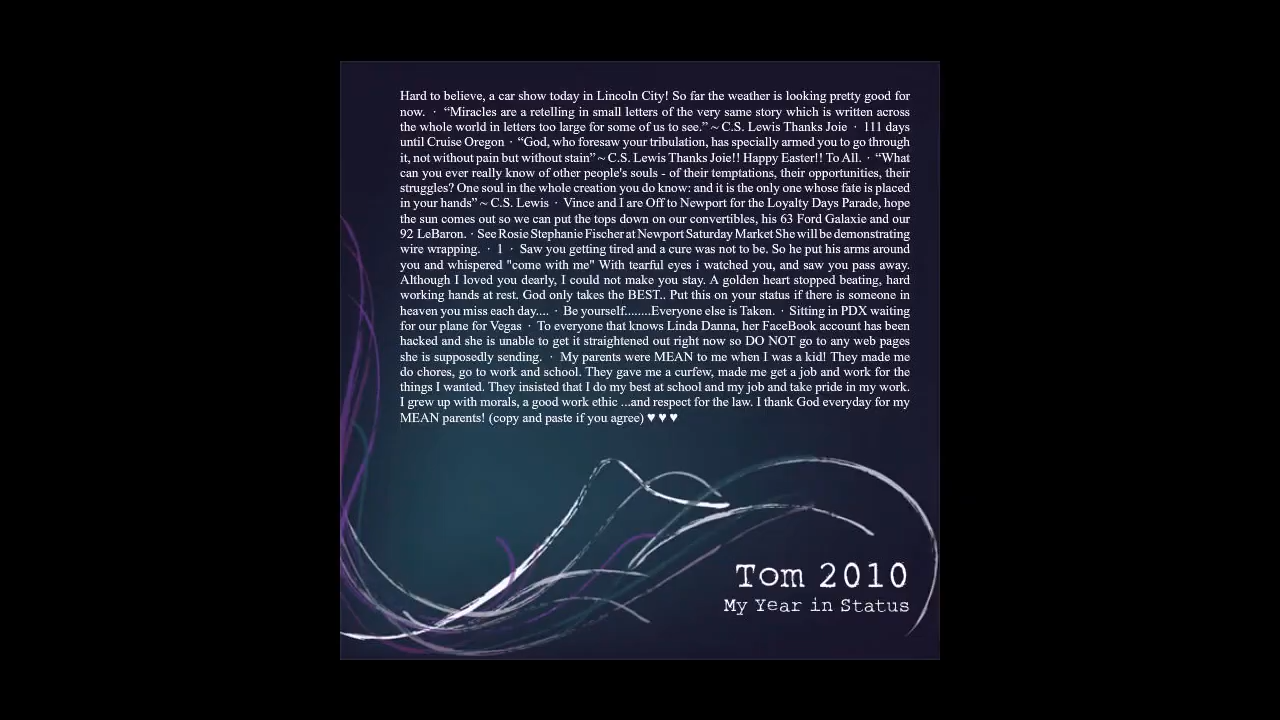 Hard to believe, a car show today in Lincoln City! So far the weather is looking pretty good for
now. · “Miracles are a retelling in small letters of the very same story which is written across
the whole world in letters too large for some of us to see.” ~ C.S. Lewis Thanks Joie · 111 days
until Cruise Oregon · “God, who foresaw your tribulation, has specially armed you to go through
it, not without pain but without stain” ~ C.S. Lewis Thanks Joie!! Happy Easter!! To All. · “What
can you ever really know of other people's souls - of their temptations, their opportunities, their
struggles? One soul in the whole creation you do know: and it is the only one whose fate is placed
in your hands” ~ C.S. Lewis · Vince and I are Off to Newport for the Loyalty Days Parade, hope
the sun comes out so we can put the tops down on our convertibles, his 63 Ford Galaxie and our
92 LeBaron. · See Rosie Stephanie Fischer at Newport Saturday Market She will be demonstrating
wire wrapping. · 1 · Saw you getting tired and a cure was not to be. So he put his arms around
you and whispered "come with me" With tearful eyes i watched you, and saw you pass away.
Although I loved you dearly, I could not make you stay. A golden heart stopped beating, hard
working hands at rest. God only takes the BEST.. Put this on your status if there is someone in
heaven you miss each day.... · Be yourself........Everyone else is Taken. · Sitting in PDX waiting
for our plane for Vegas · To everyone that knows Linda Danna, her FaceBook account has been
hacked and she is unable to get it straightened out right now so DO NOT go to any web pages
she is supposedly sending. · My parents were MEAN to me when I was a kid! They made me
do chores, go to work and school. They gave me a curfew, made me get a job and work for the
things I wanted. They insisted that I do my best at school and my job and take pride in my work.
I grew up with morals, a good work ethic ...and respect for the law. I thank God everyday for my
MEAN parents! (copy and paste if you agree) ♥ ♥ ♥
Tom 2010
My Year in Status